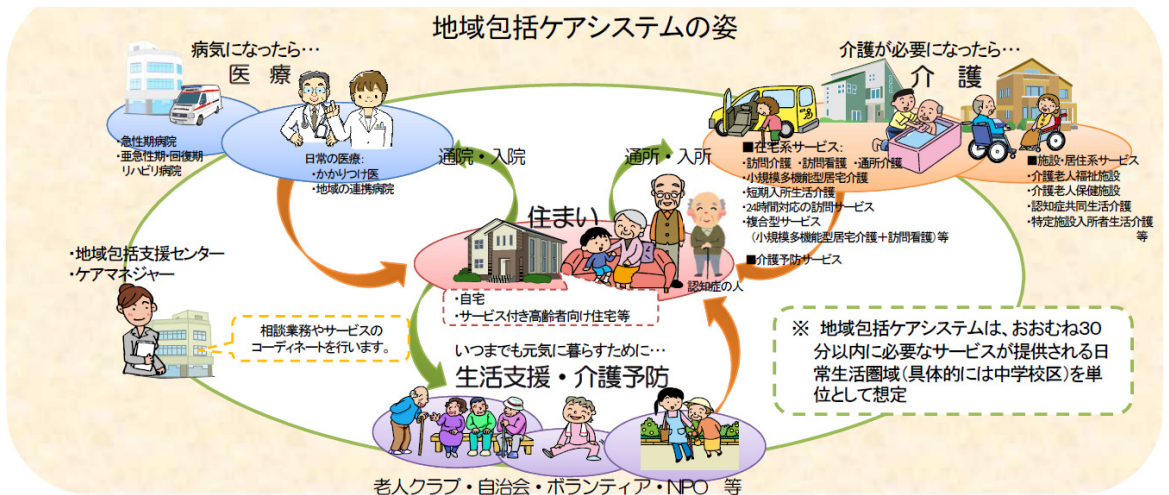 地域包括ケアシステムの姿
病気になったら…
医 療
・急性期病院
・亜急性期・回復期
リハビリ病院
日常の医療:
・かかりつけ医
・地域の連携病院
通院・入院
介護が必要になったら…
介 護
通所・入所
■在宅系サービス:
・訪問介護 ・訪問看護 ・通所介護
・小規模多機能型居宅介護
・短期入所生活介護
・24時間対応の訪問サービス
・複合型サービス
(小規模多機能型居宅介護+訪問看護)等
■介護予防サービス
■施設・居住系サービス
・介護老人福祉施設
・介護老人保健施設
・認知症共同生活介護
・特定施設入所者生活介護
等
住まい
認知症の人
・自宅
・サービス付き高齢者向け住宅等
・地域包括支援センター
・ケアマネジャー
相談業務やサービスの
コーディネートを行います。
いつまでも元気に暮らすために…
生活支援・介護予防
老人クラブ・自治会・ボランティア・NPO 等
※ 地域包括ケアシステムは、おおむね30
分以内に必要なサービスが提供される日
常生活圏域(具体的には中学校区)を単
位として想定